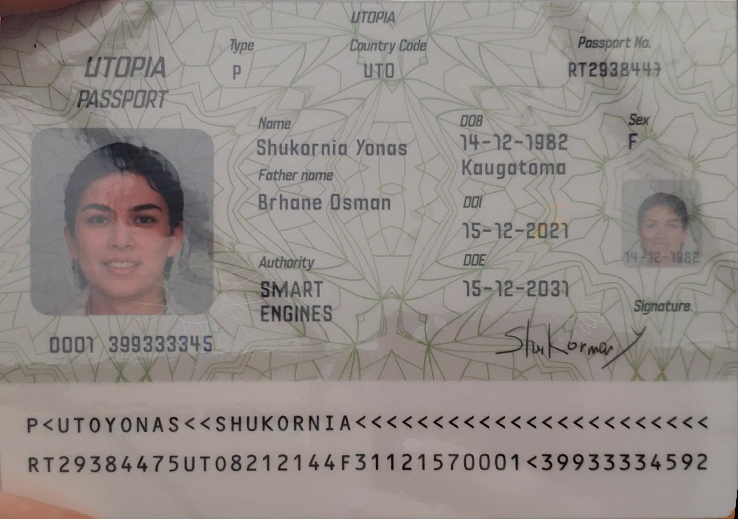 UTOPIA
Type
Country Code
Passport No.
UTOPIA
PASSPORT
P
UTO
RT2938447
Name
DOB
Sex
Shukornia Yonas
14-12-1982
F
Kaugatoma
Father name
Brhane Osman
DOI
15-12-2021
14-12-1982
Authority
DOE
SMART
ENGINES
15-12-2031
Signature
0001 399333345
P<UTOYONAS<<SHUKORNIA<<<<<<<<<<<<<<<<<<<<<<<
RT29384475UTO8212144F31121570001<39933334592